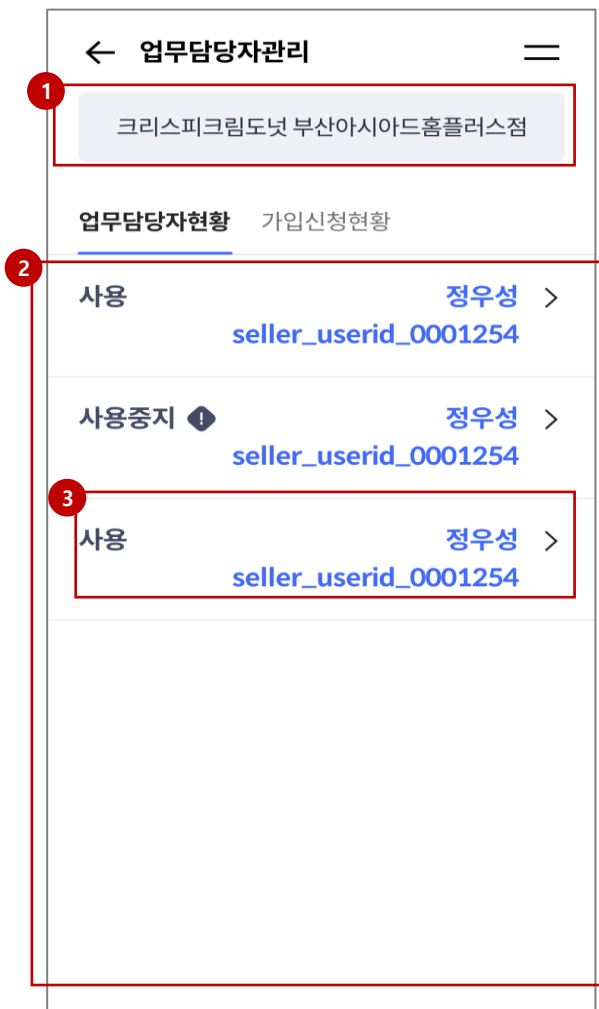 업무담당자관리
1
크리스피크림도넛 부산아시아드홈플러스점
업무담당자현황 가입신청현황
2
사용 정우성
seller_userid_0001254
사용중지 정우성
seller_userid_0001254
3
사용 정우성
seller_userid_0001254